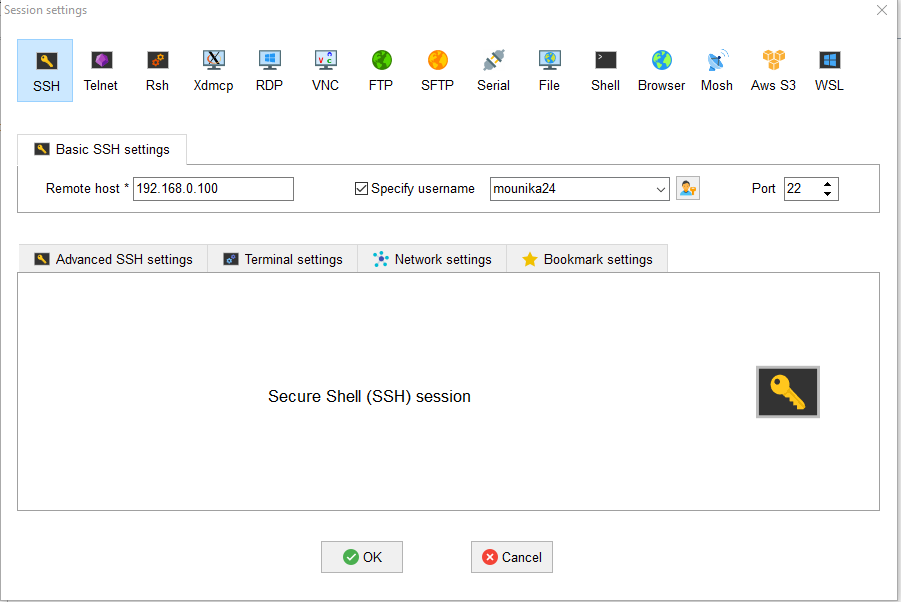 Session settings
SSH Telnet Rsh Xdmcp RDP VNC FTP SFTP Serial File Shell Browser Mosh Aws S3 WSL
Basic SSH settings
Remote host * 192.168.0.100 Specify username mounika24 Port 22
Advanced SSH settings Terminal settings Network settings Bookmark settings
Secure Shell (SSH) session
OK Cancel